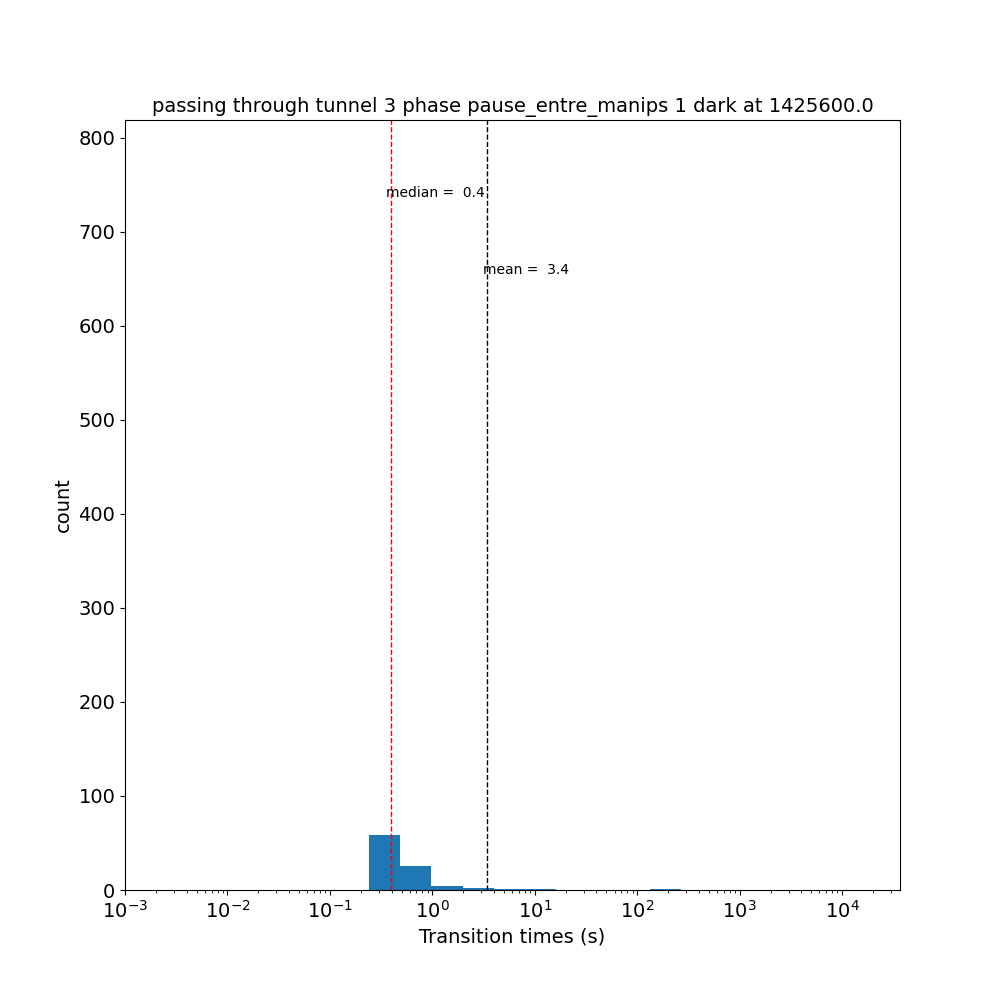 passing through tunnel 3 phase pause_entre_manips 1 dark at 1425600.0
800
median =  0.4
700
mean =  3.4
600
500
count
400
300
200
100
0
10⁻³ 10⁻² 10⁻¹ 10⁰ 10¹ 10² 10³ 10⁴
Transition times (s)